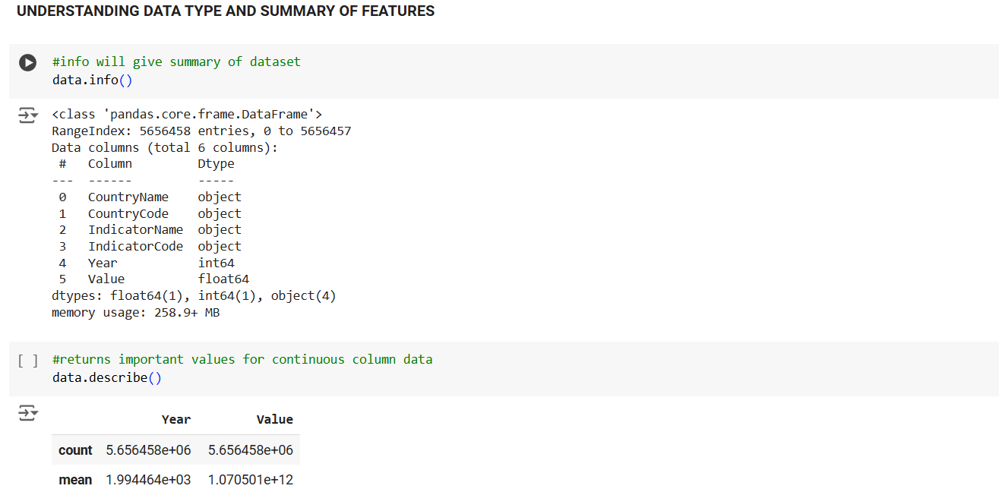 UNDERSTANDING DATA TYPE AND SUMMARY OF FEATURES
#info will give summary of dataset
data.info()
<class 'pandas.core.frame.DataFrame'>
RangeIndex: 5656458 entries, 0 to 5656457
Data columns (total 6 columns):
 #   Column         Dtype
---  ------         -----
 0   CountryName    object
 1   CountryCode    object
 2   IndicatorName  object
 3   IndicatorCode  object
 4   Year           int64
 5   Value          float64
dtypes: float64(1), int64(1), object(4)
memory usage: 258.9+ MB
[ ] #returns important values for continuous column data
data.describe()
Year Value
count 5.656458e+06 5.656458e+06
mean 1.994464e+03 1.070501e+12